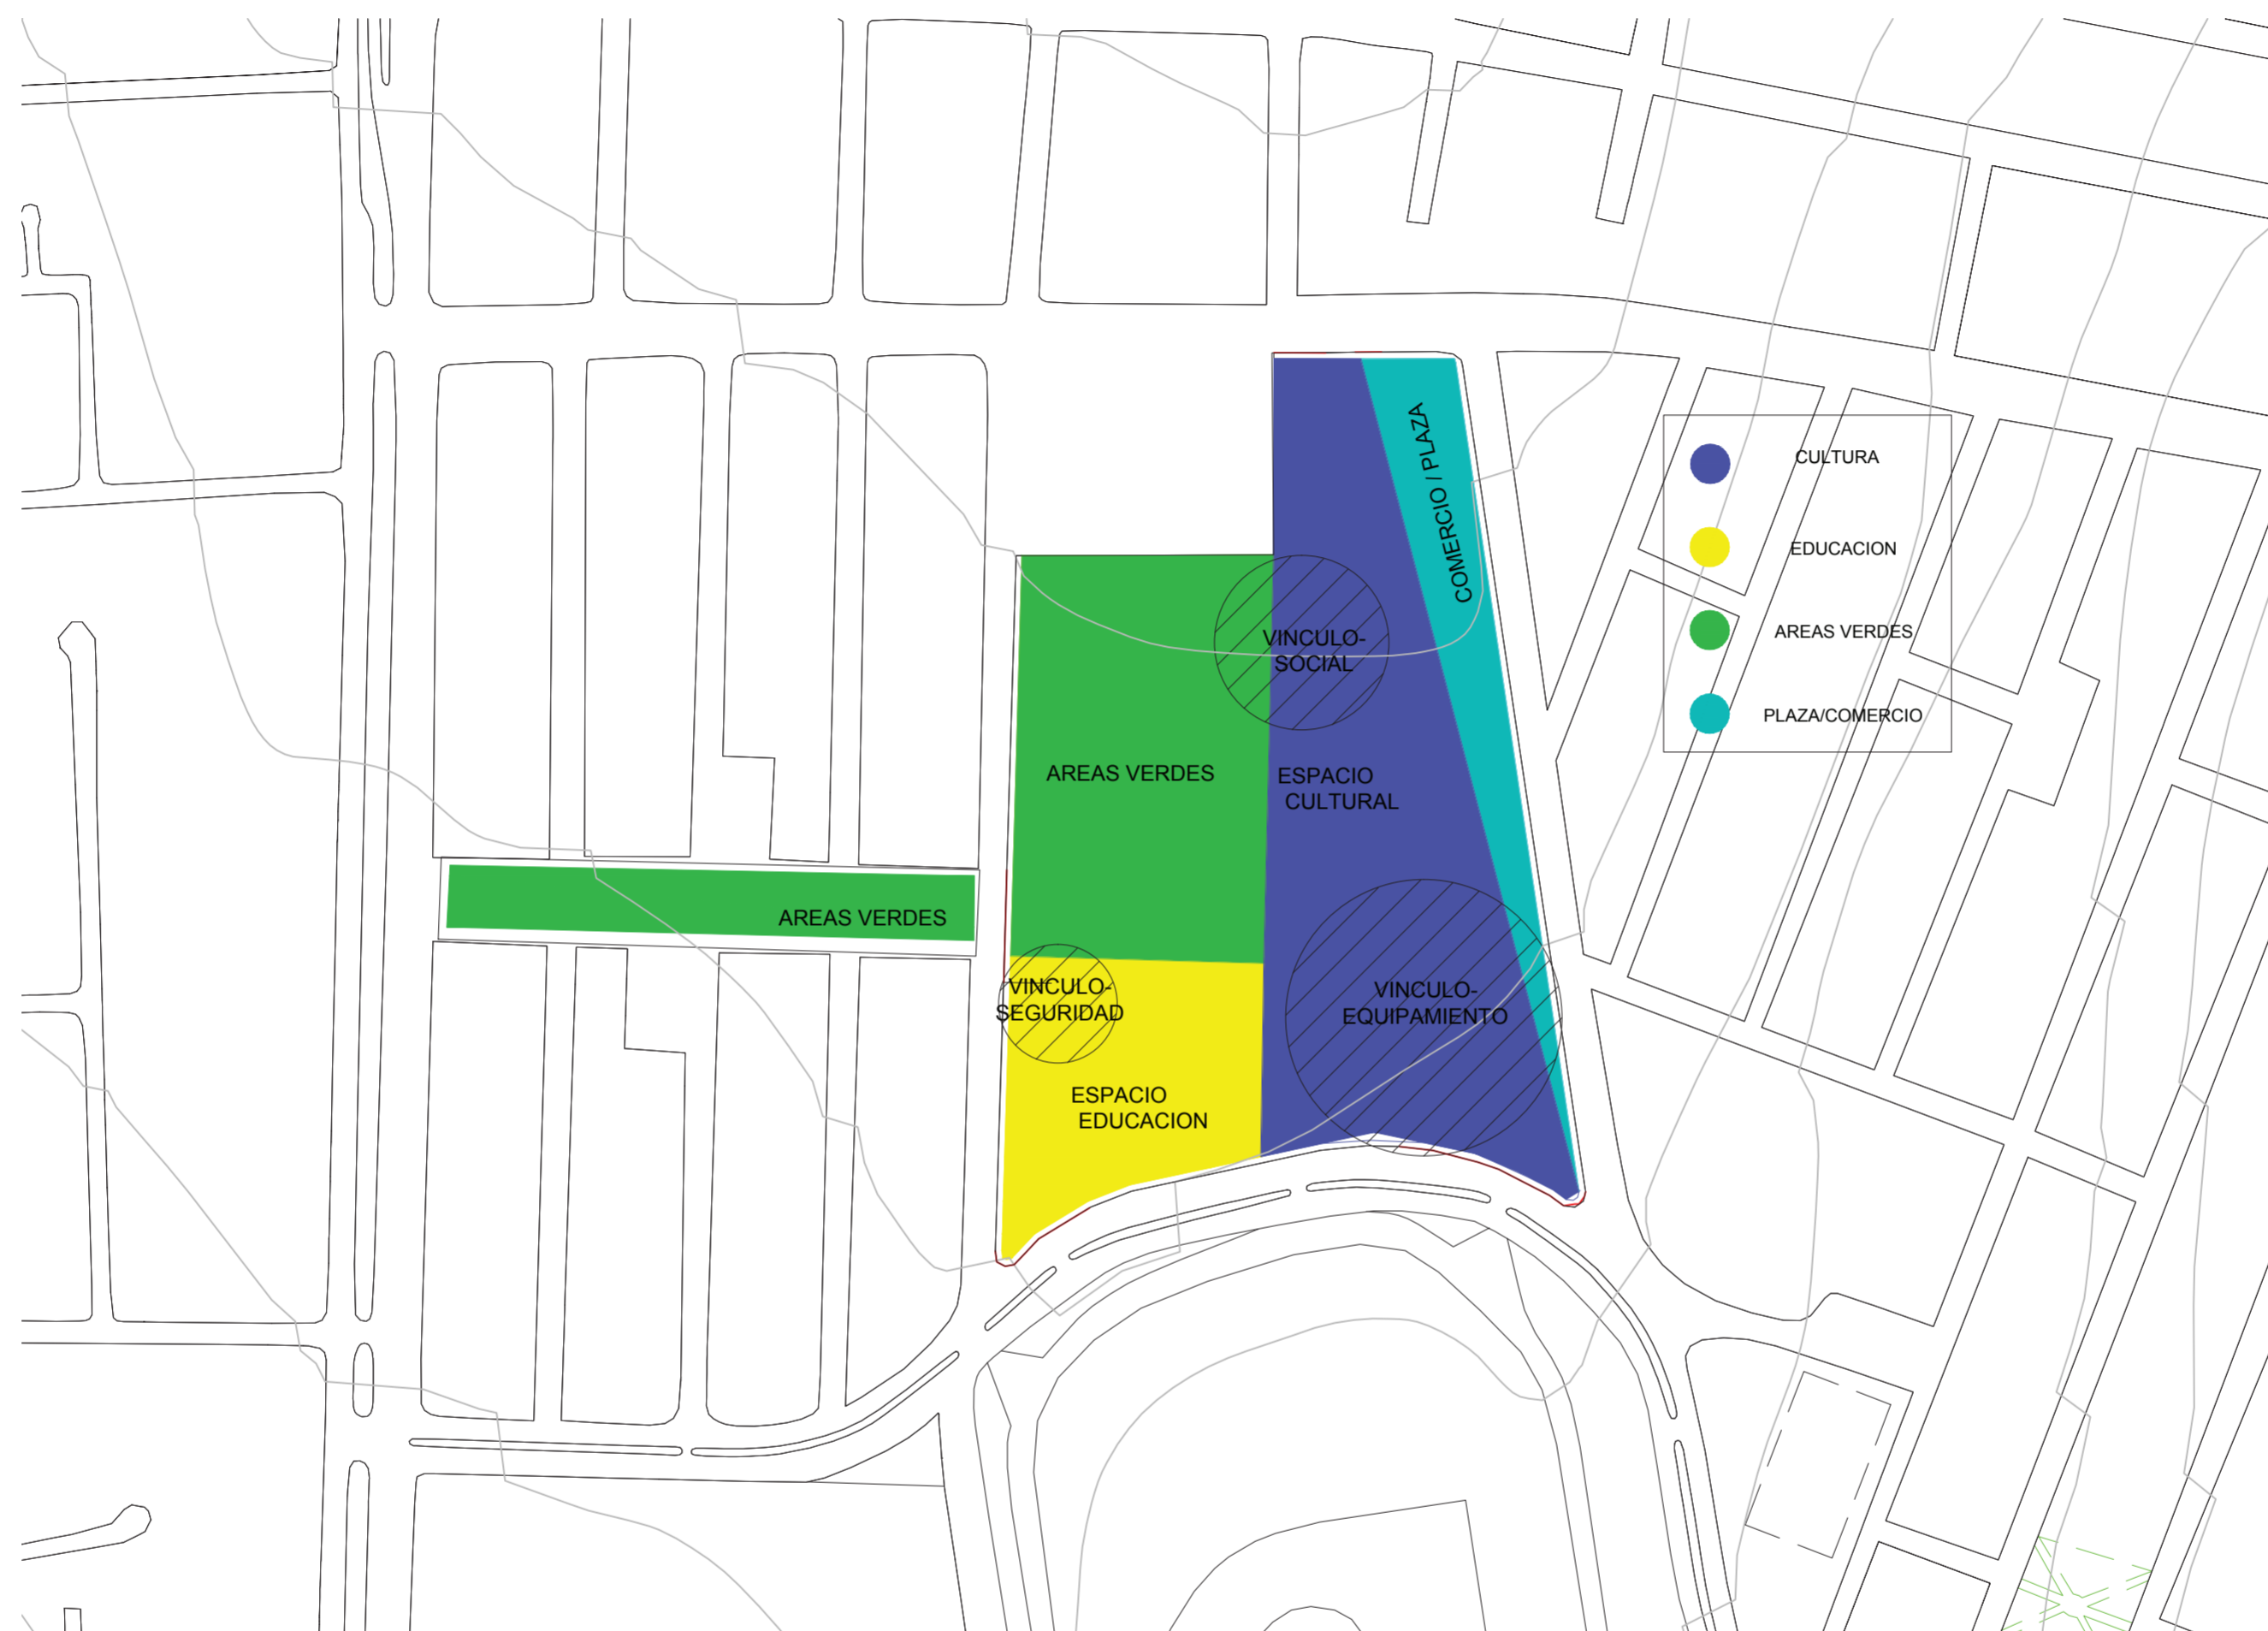 COMERCIO / PLAZA
CULTURA
EDUCACION
AREAS VERDES
PLAZA/COMERCIO
VINCULO-
SOCIAL
AREAS VERDES
ESPACIO
CULTURAL
AREAS VERDES
VINCULO-
SEGURIDAD
VINCULO-
EQUIPAMIENTO
ESPACIO
EDUCACION